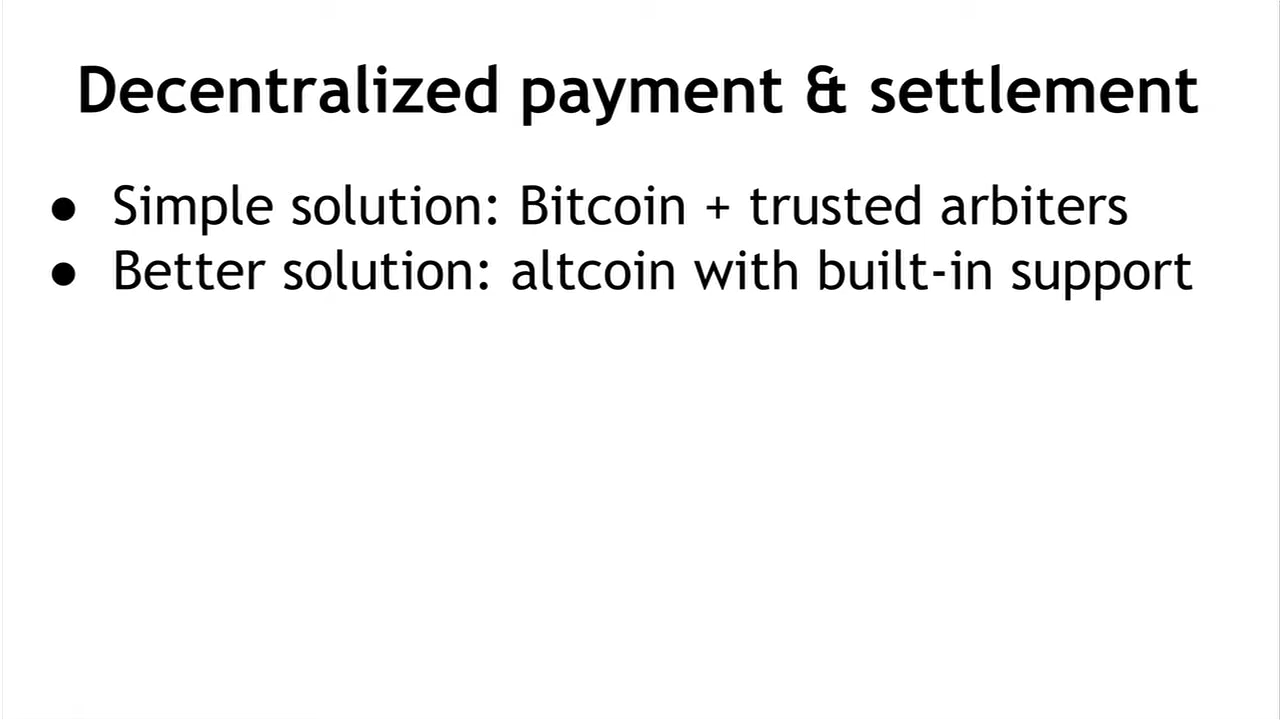 Decentralized payment & settlement
● Simple solution: Bitcoin + trusted arbiters
● Better solution: altcoin with built-in support